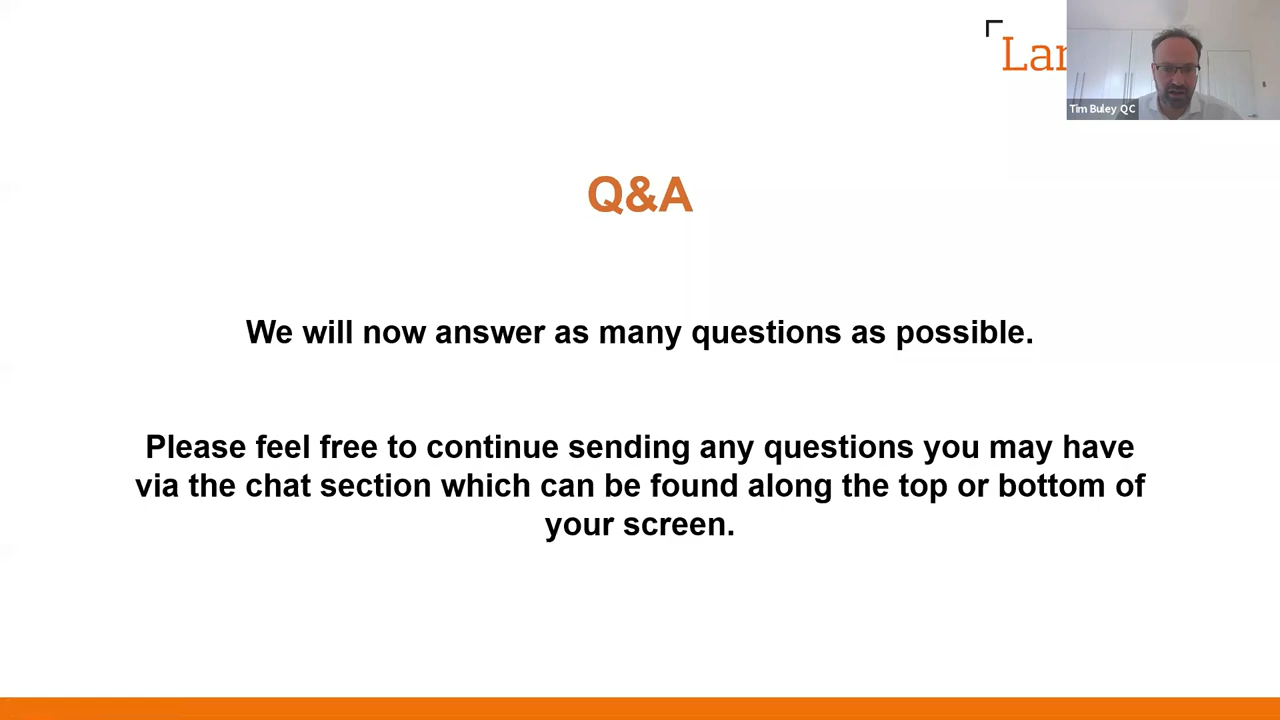 Lan
Tim Buley QC
Q&A
We will now answer as many questions as possible.
Please feel free to continue sending any questions you may have
via the chat section which can be found along the top or bottom of
your screen.